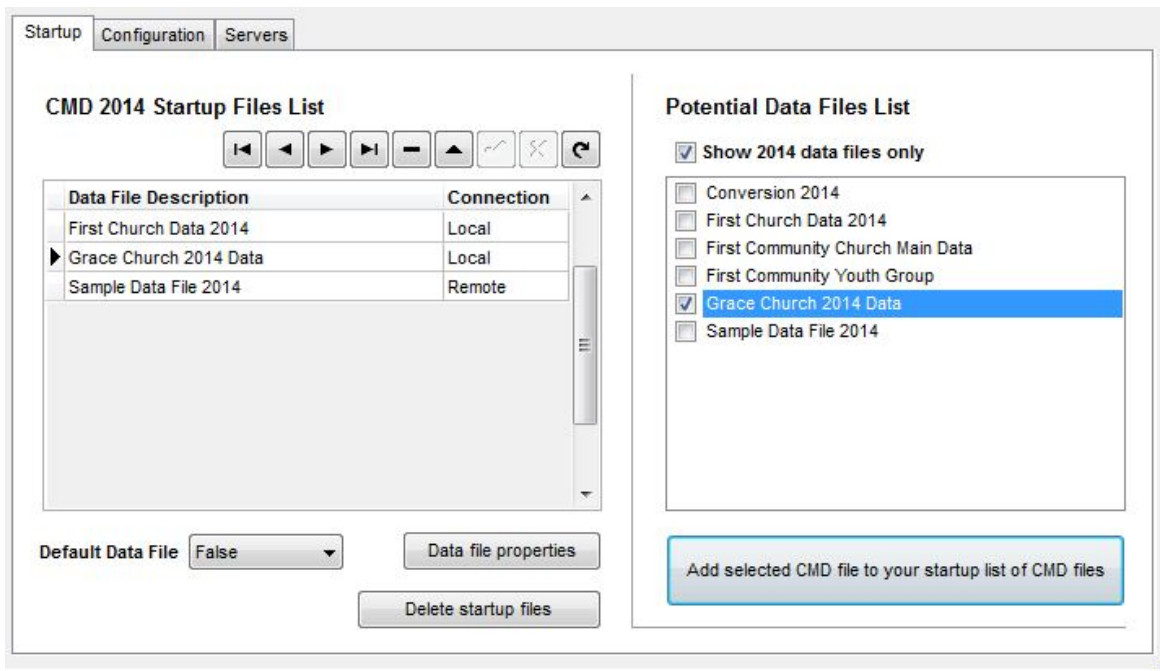 Startup Configuration Servers
CMD 2014 Startup Files List
Data File Description Connection
First Church Data 2014 Local
Grace Church 2014 Data Local
Sample Data File 2014 Remote
Default Data File False Data file properties
Delete startup files
Potential Data Files List
Show 2014 data files only
Conversion 2014
First Church Data 2014
First Community Church Main Data
First Community Youth Group
Grace Church 2014 Data
Sample Data File 2014
Add selected CMD file to your startup list of CMD files